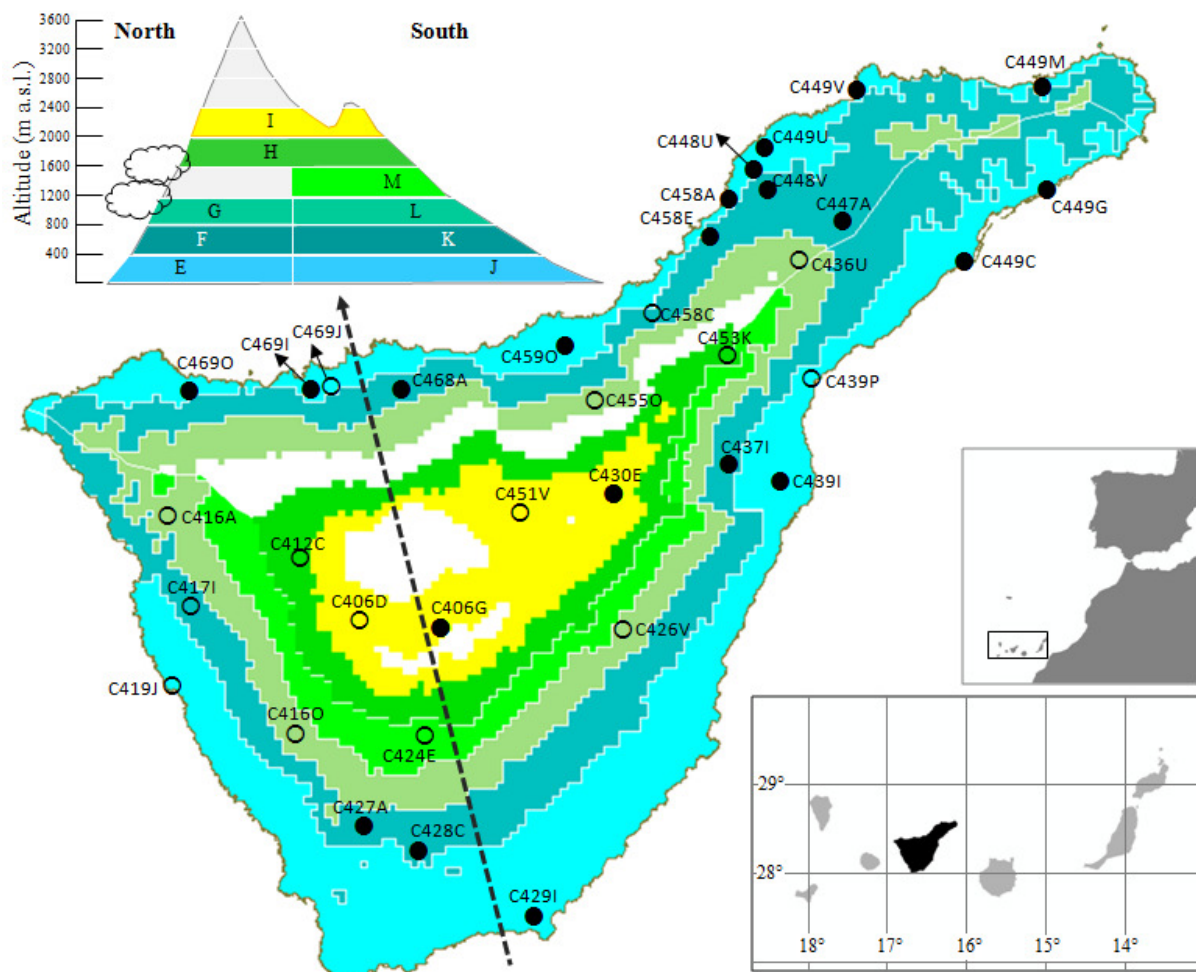 North
South
Altitude (m a.s.l.)
3600
3200
2800
2400
2000
1600
1200
800
400
I
H
M
G
L
F
K
E
J
C449M
C449V
C448U
C449U
C448V
C458A
C447A
C458E
C449G
C436U
C449C
C458C
C469J
C469I
C453K
C469O
C459O
C468A
C439P
C455O
C437I
C430E
C439I
C451V
C416A
C412C
C417I
C406D
C406G
C426V
C419J
C416O
C424E
C427A
C428C
C429I
29°
28°
18°
17°
16°
15°
14°